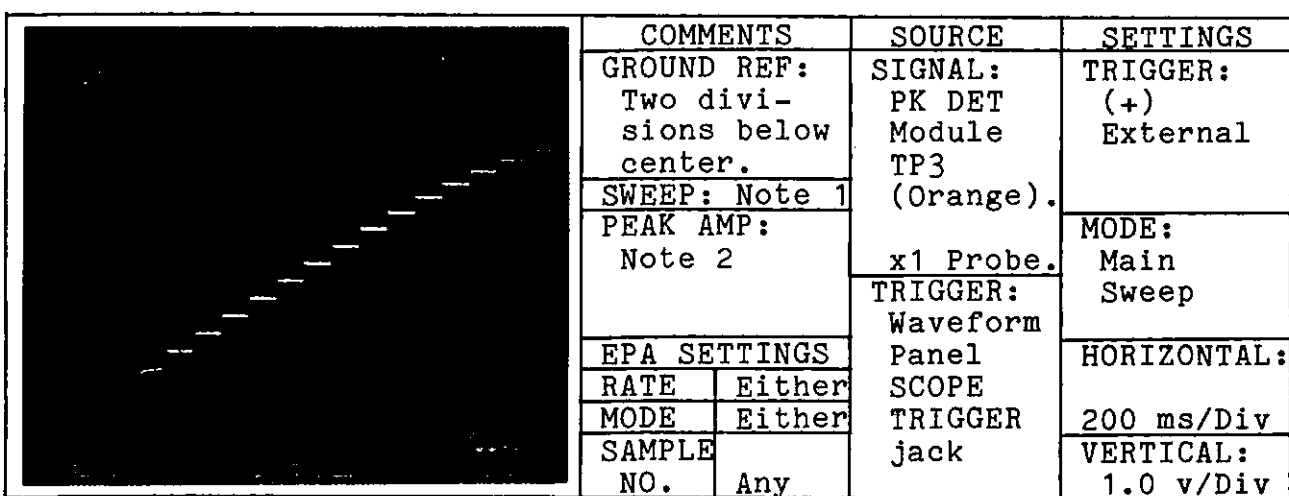 COMMENTS
GROUND REF:
Two divi-
sions below
center.
SWEEP: Note 1
PEAK AMP:
Note 2
EPA SETTINGS
RATE Either
MODE Either
SAMPLE
NO. Any
SOURCE
SIGNAL:
PK DET
Module
TP3
(Orange).
x1 Probe.
TRIGGER:
Waveform
Panel
SCOPE
TRIGGER
jack
SETTINGS
TRIGGER:
(+)
External
MODE:
Main
Sweep
HORIZONTAL:
200 ms/Div
VERTICAL:
1.0 v/Div